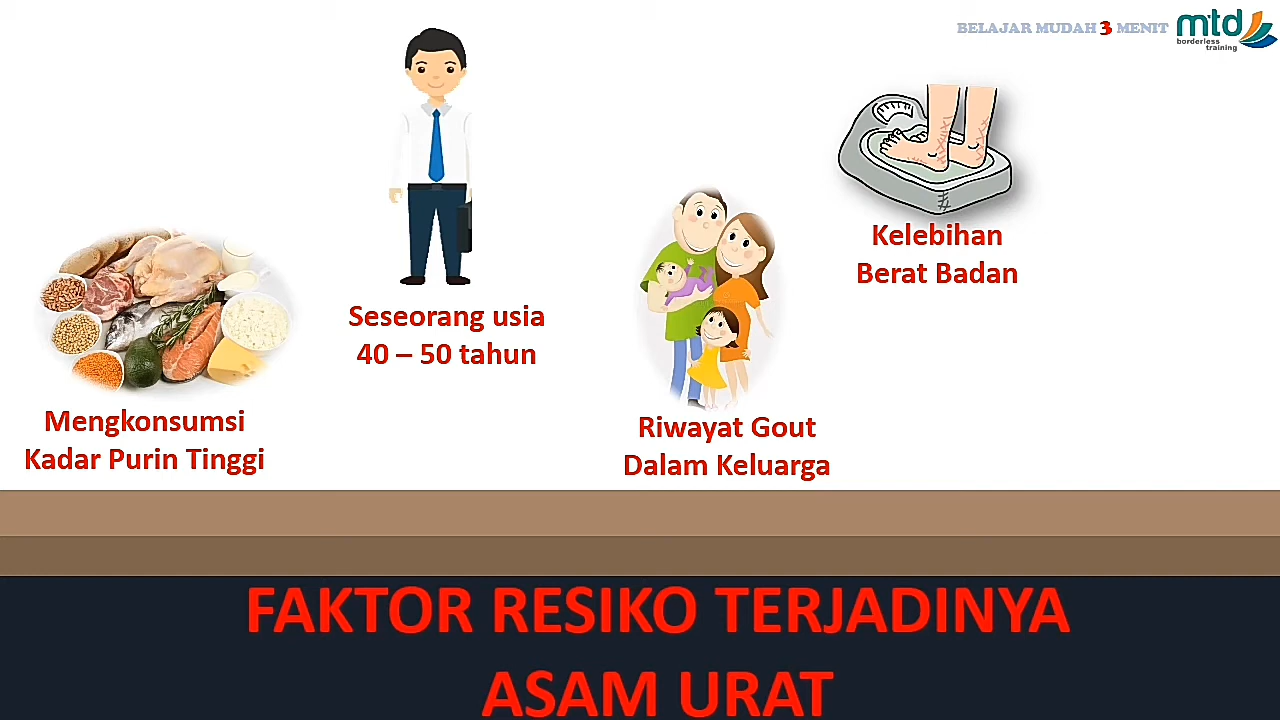 BELAJAR MUDAH 3 MENIT
mtd
borderless
training
Kelebihan
Berat Badan
Seseorang usia
40 – 50 tahun
Mengkonsumsi
Kadar Purin Tinggi
Riwayat Gout
Dalam Keluarga
FAKTOR RESIKO TERJADINYA
ASAM URAT